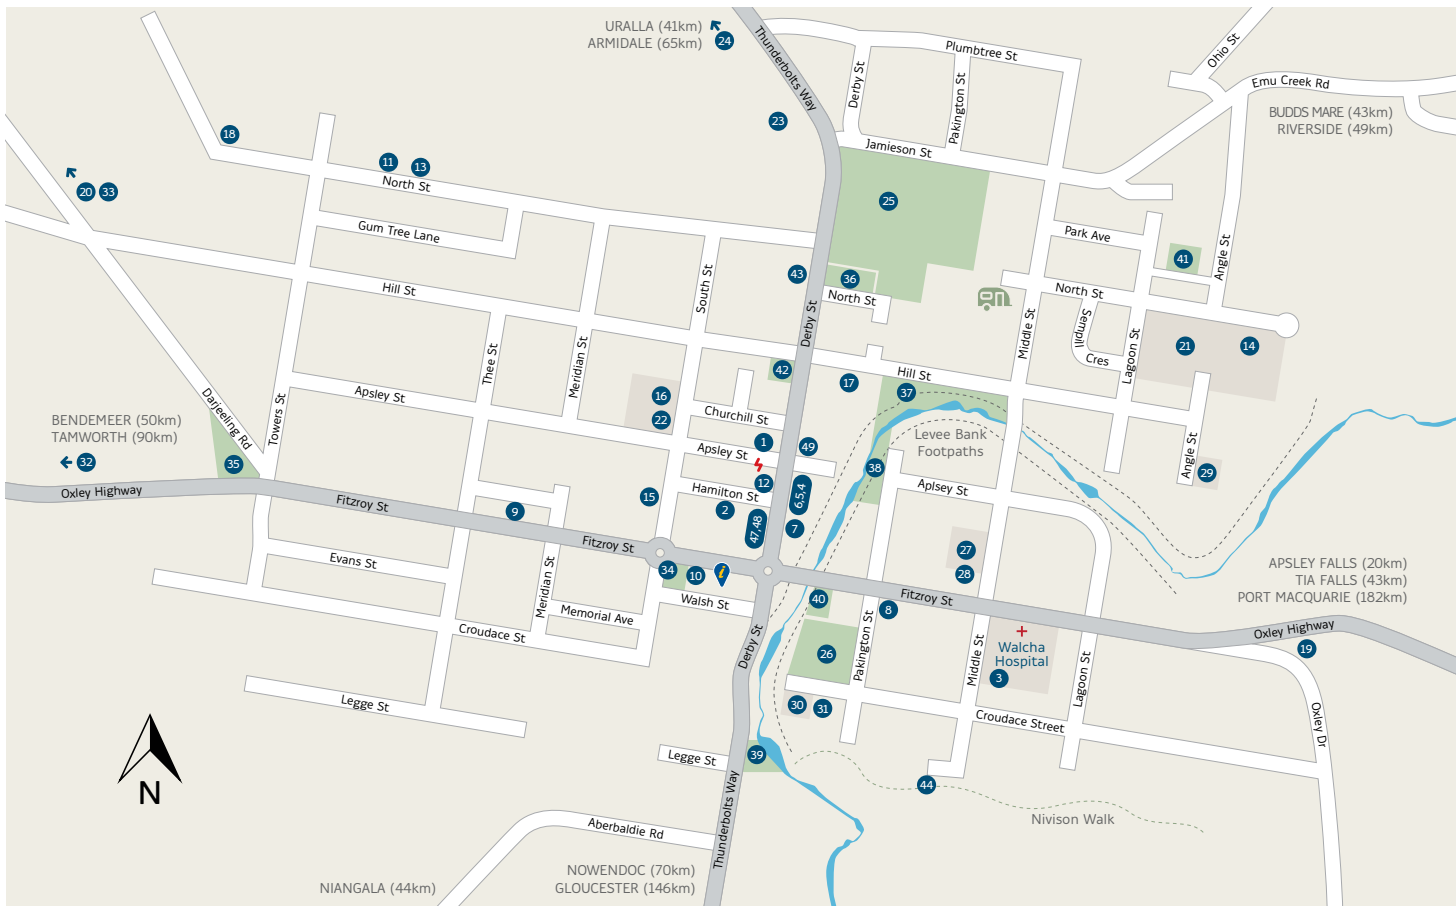 URALLA (41km)
ARMIDALE (65km)
24
Thunderbolts Way
Derby St
Plumbtree St
Pakington St
Ohio St
Emu Creek Rd
BUDDS MARE (43km)
RIVERSIDE (49km)
23
18
11
13
North St
Jamieson St
20
33
25
Gum Tree Lane
Park Ave
41
Angle St
43
36
North St
South St
Hill St
Derby St
North St
Sempill
Cres
Middle St
Lagoon St
21
14
Thee St
Meridian St
42
17
Hill St
37
Darjeeling Rd
Towers St
Apsley St
16
22
Churchill St
BENDEMEER (50km)
TAMWORTH (90km)
32
35
1
49
Apsley St
Levee Bank
Footpaths
38
Angle St
29
12
6,5,4
Oxley Highway
Fitzroy St
9
15
Hamilton St
2
47,48
7
Aplsey St
Fitzroy St
27
28
Evans St
Meridian St
34
10
i
Walsh St
40
8
Fitzroy St
APSLEY FALLS (20km)
TIA FALLS (43km)
PORT MACQUARIE (182km)
Memorial Ave
Croudace St
Derby St
26
Pakington St
Middle St
Walcha
Hospital
3
Lagoon St
Oxley Highway
19
Legge St
30
31
Croudace Street
Oxley Dr
N
Legge St
39
44
Thunderbolts Way
Nivison Walk
Aberbaldie Rd
NOWENDOC (70km)
GLOUCESTER (146km)
NIANGALA (44km)